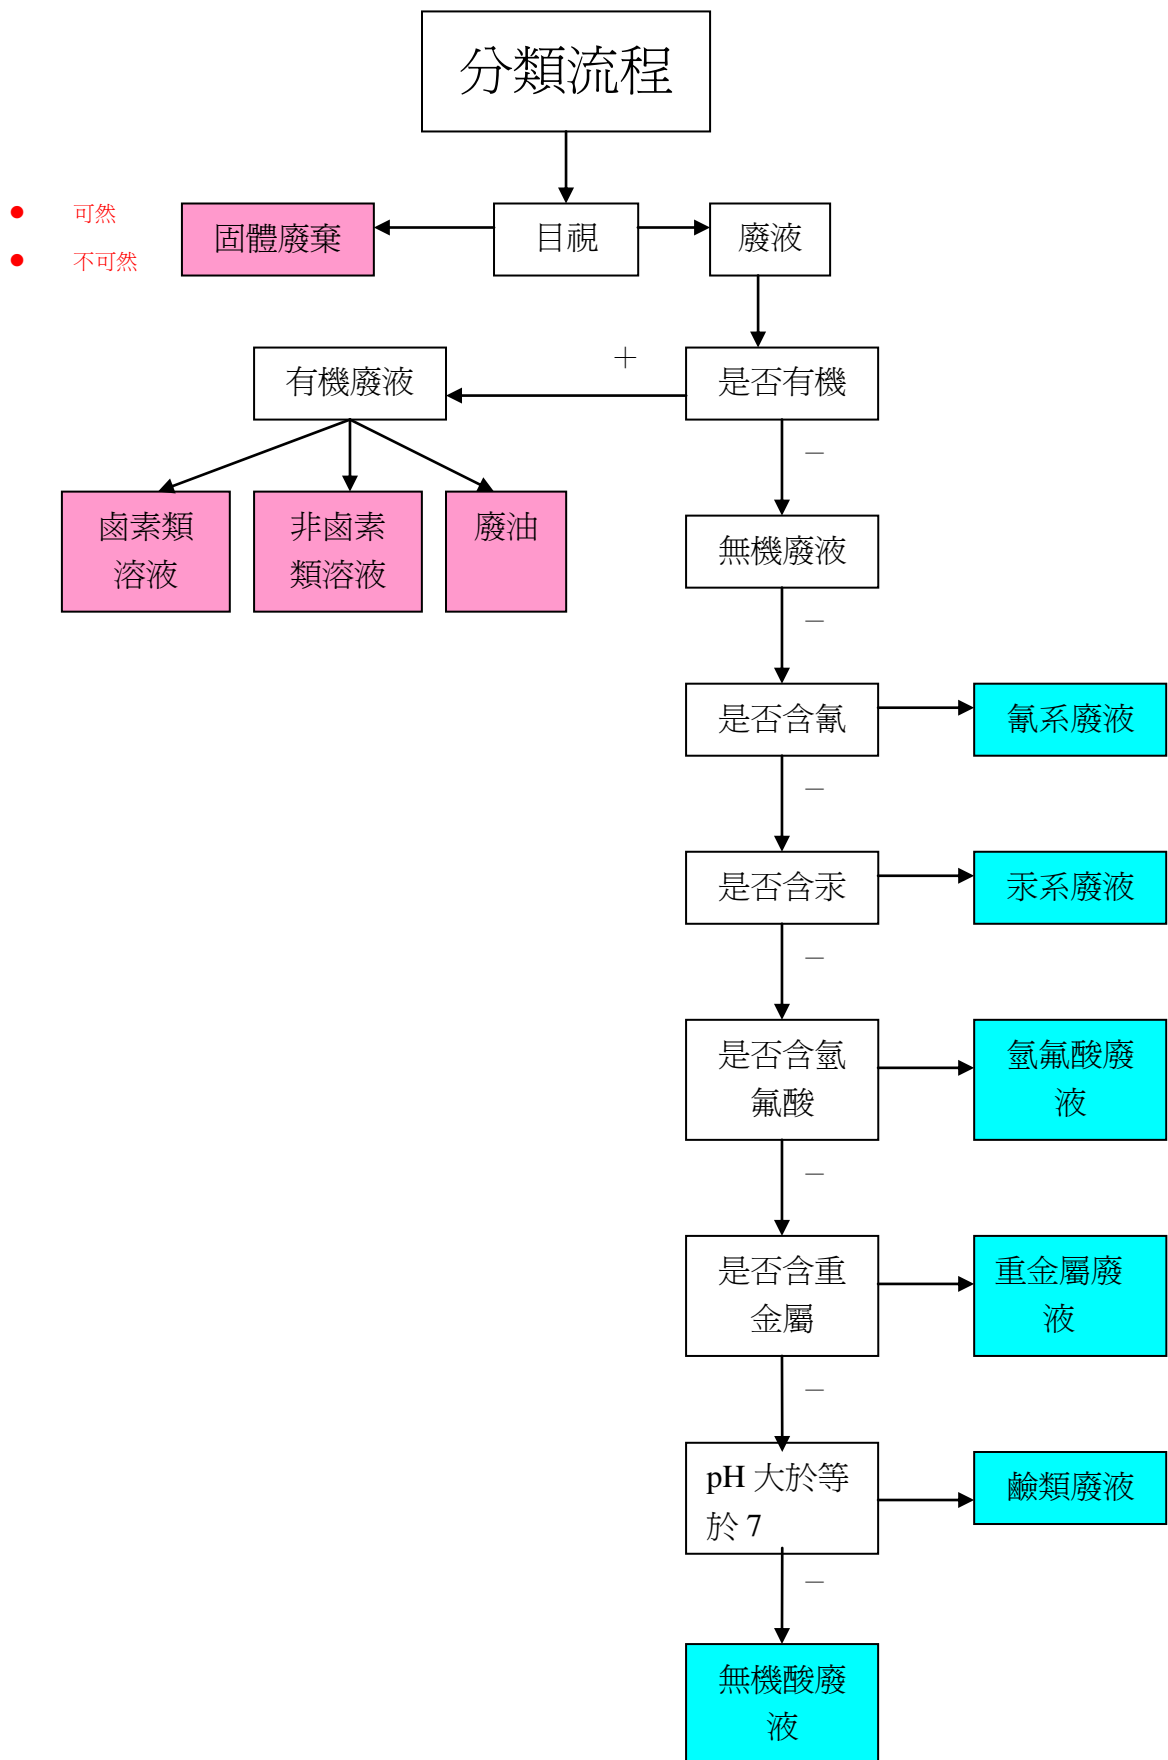 分類流程
可然
不可然
固體廢棄
目視
廢液
有機廢液
＋
是否有機
－
鹵素類
溶液
非鹵素
類溶液
廢油
無機廢液
－
是否含氰
氰系廢液
－
是否含汞
汞系廢液
－
是否含氫
氟酸
氫氟酸廢
液
－
是否含重
金屬
重金屬廢
液
－
pH 大於等
於 7
鹼類廢液
－
無機酸廢
液